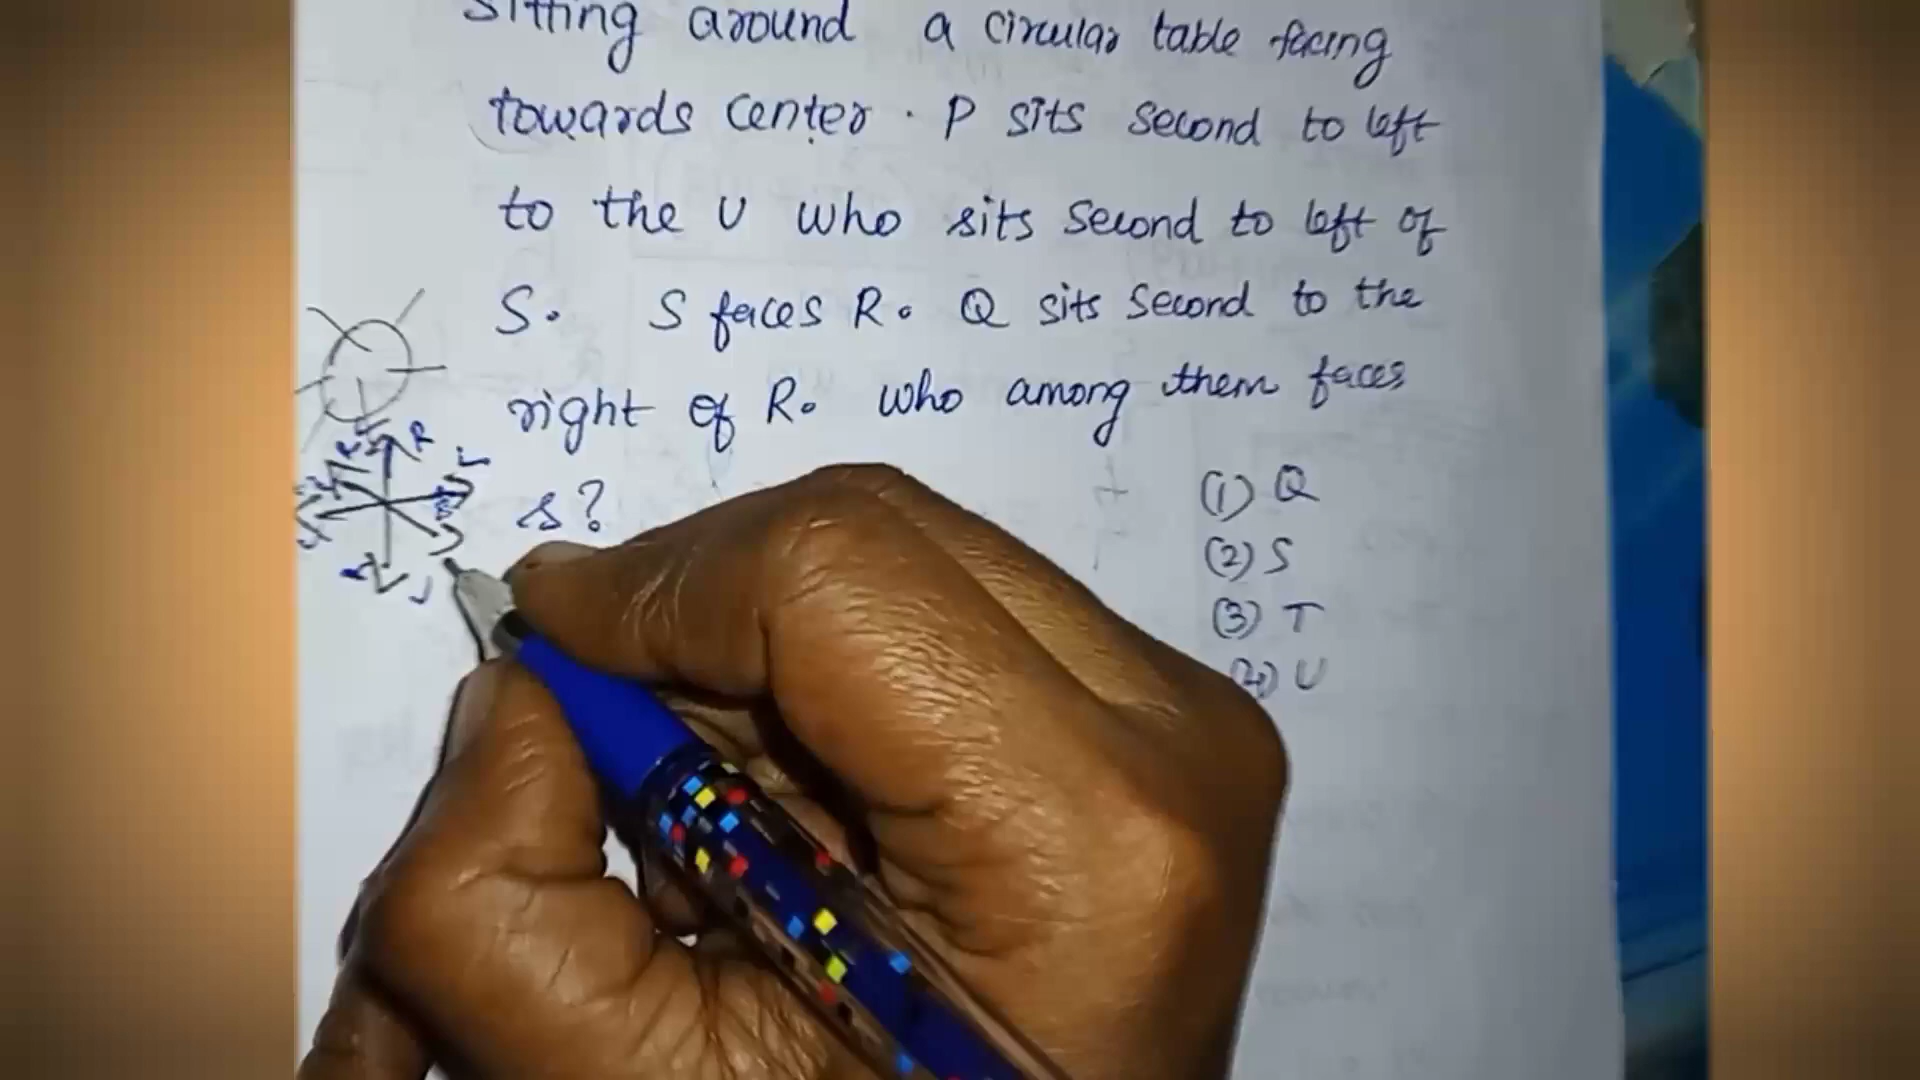 Sitting around a circular table facing
towards center. P sits second to left
to the U who sits second to left of
S. S faces R. Q sits second to the
right of R. who among them faces
s?
(1) Q
(2) S
(3) T
(4) U
R